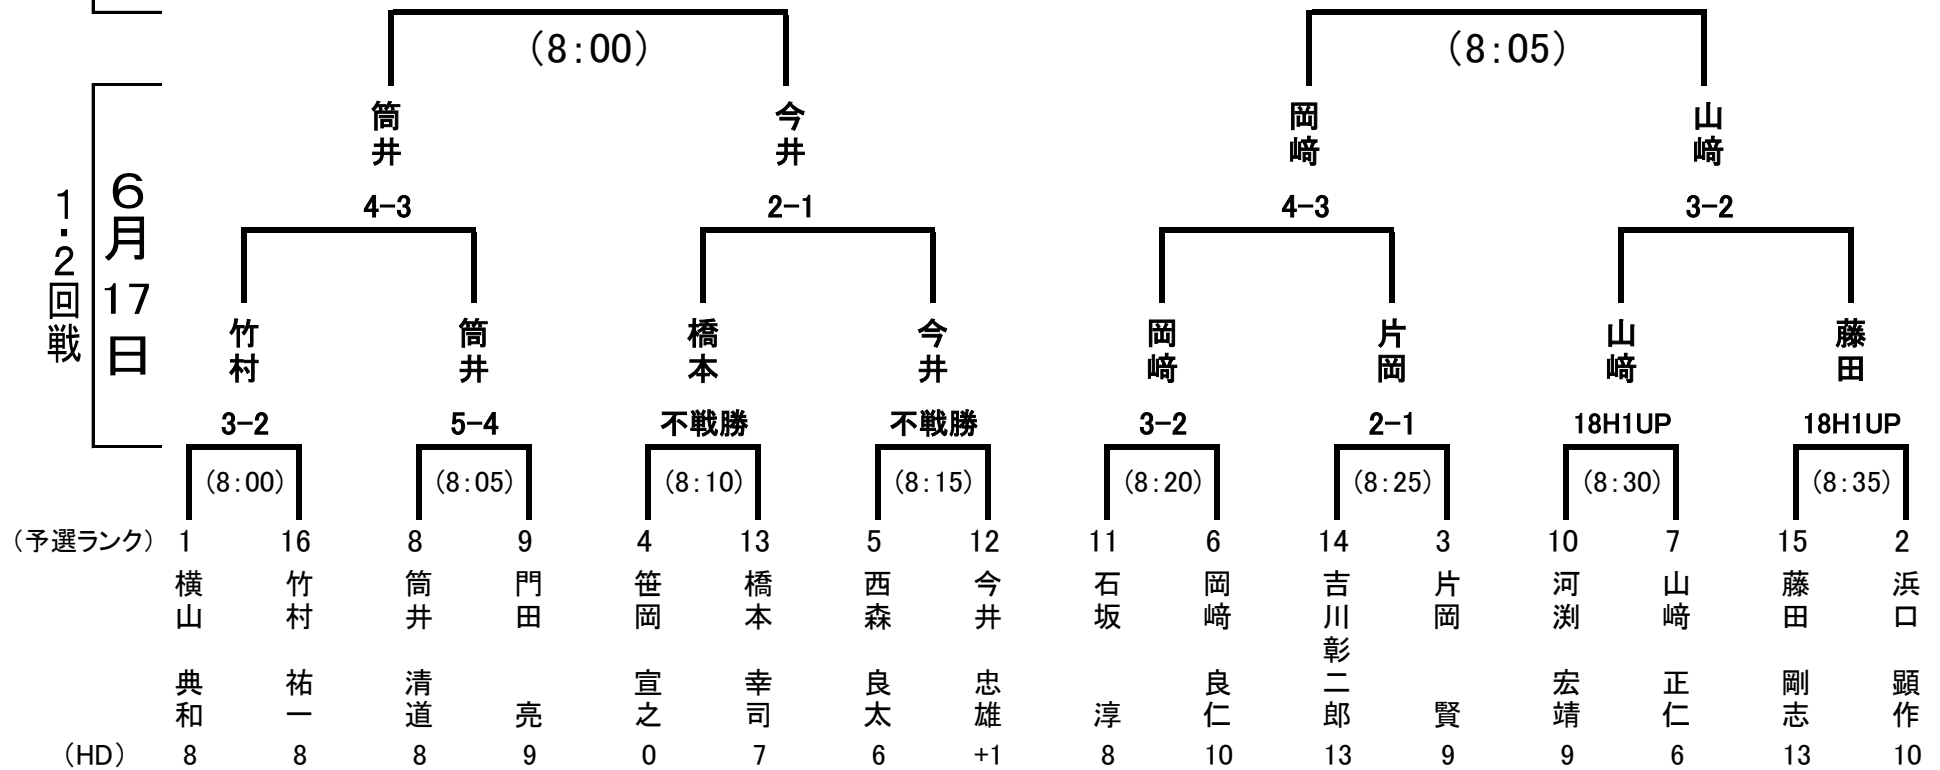 (8:00) (8:05)
筒井 今井 岡﨑 山﨑
4-3 2-1 4-3 3-2
1・2回戦
6月17日
竹村 筒井 橋本 今井 岡﨑 片岡 山﨑 藤田
3-2 5-4 不戦勝 不戦勝 3-2 2-1 18H1UP 18H1UP
(8:00) (8:05) (8:10) (8:15) (8:20) (8:25) (8:30) (8:35)
(予選ランク) 1 16 8 9 4 13 5 12 11 6 14 3 10 7 15 2
横山 典和
竹村 祐一
筒井 清道
門田 亮
笹岡 宣之
橋本 幸司
西森 良太
今井 忠雄
石坂 淳
岡﨑 良仁
吉川彰二郎
片岡 賢
河渕 宏靖
山﨑 正仁
藤田 剛志
浜口 顕作
(HD) 8 8 8 9 0 7 6 +1 8 10 13 9 9 6 13 10